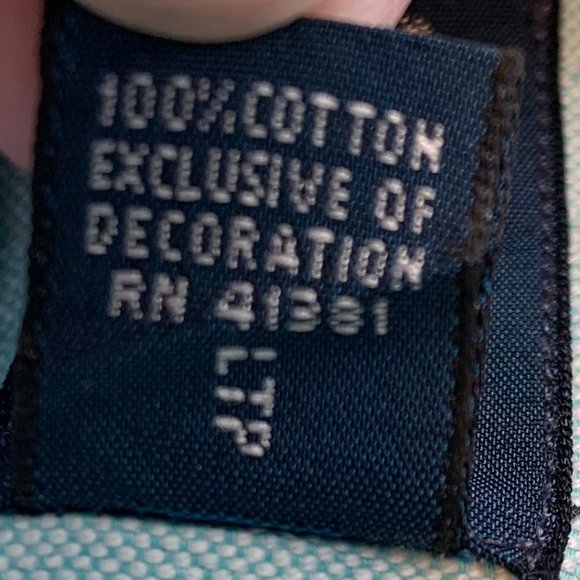 100% COTTON
EXCLUSIVE OF
DECORATION
RN 41381
LTP